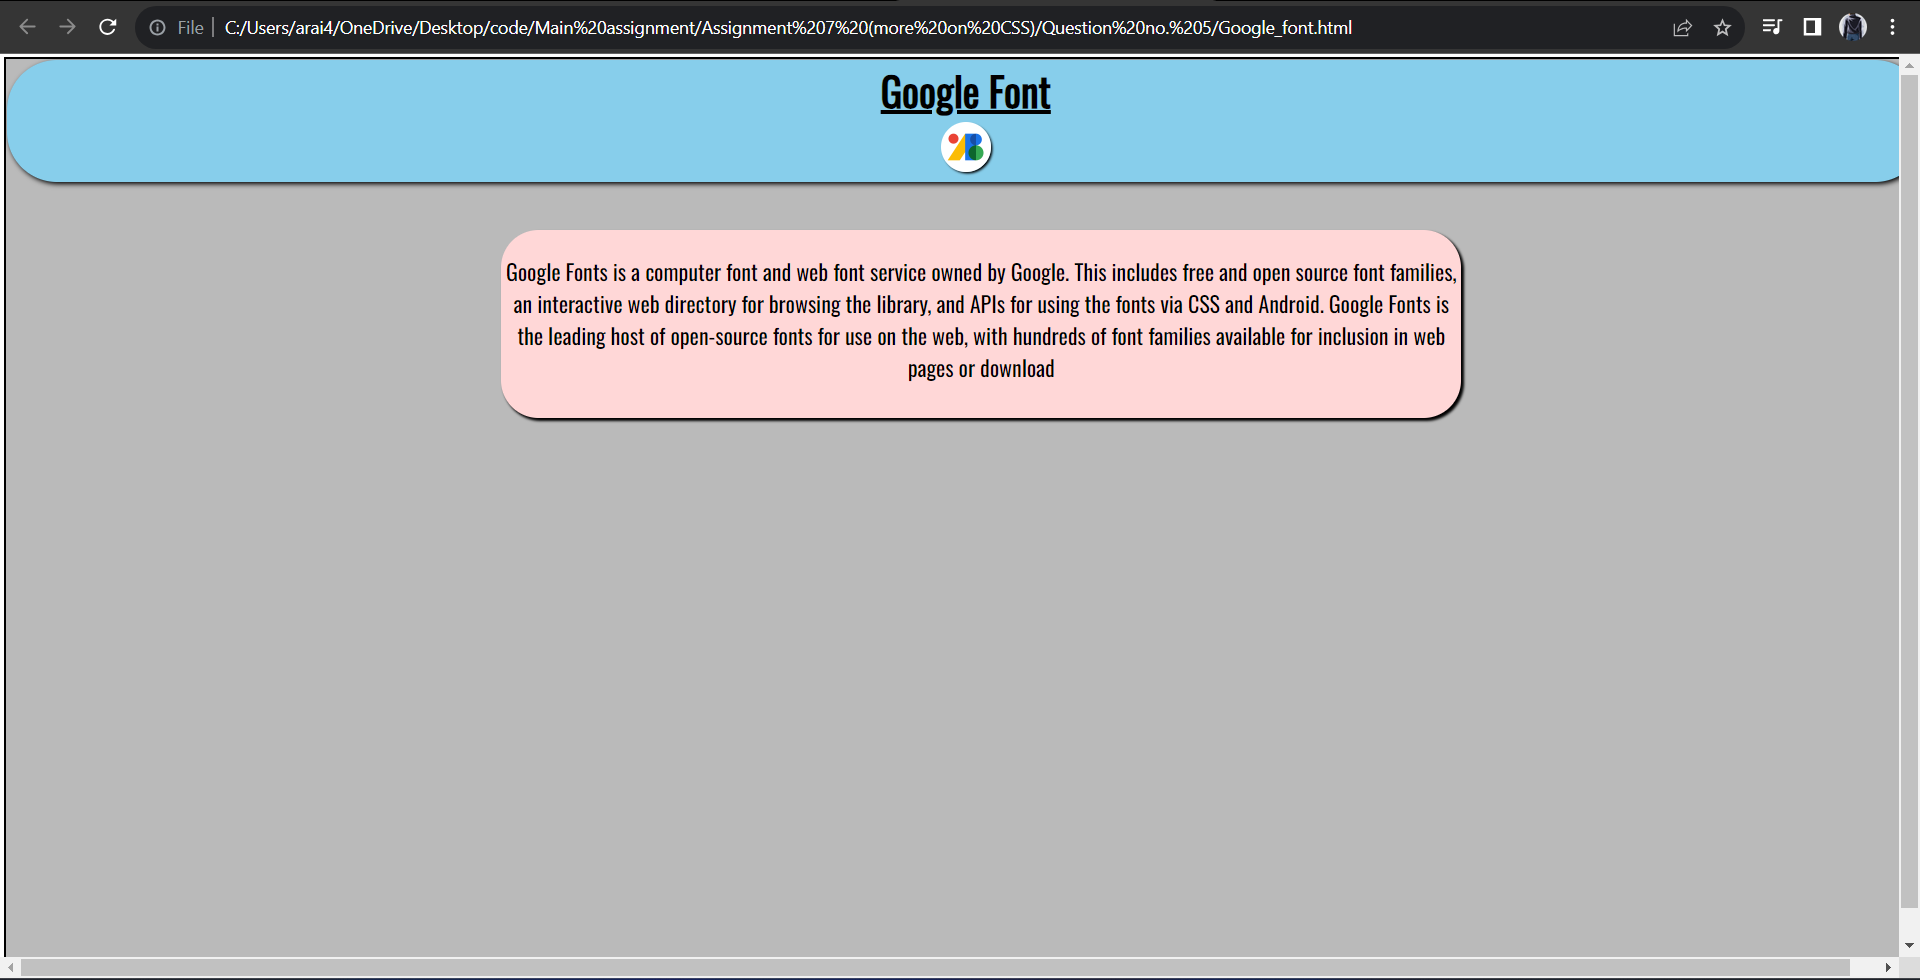 File
C:/Users/arai4/OneDrive/Desktop/code/Main%20assignment/Assignment%207%20(more%20on%20CSS)/Question%20no.%205/Google_font.html
Google Font
Google Fonts is a computer font and web font service owned by Google. This includes free and open source font families,
an interactive web directory for browsing the library, and APIs for using the fonts via CSS and Android. Google Fonts is
the leading host of open-source fonts for use on the web, with hundreds of font families available for inclusion in web
pages or download